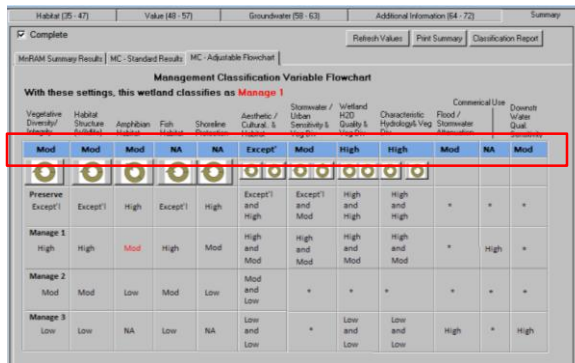 Habitat (35 - 47) Value (48 - 57) Groundwater (58 - 63) Additional Information (64 - 72) Summary
Complete Refresh Values Print Summary Classification Report
MnRAM Summary Results MC - Standard Results MC - Adjustable Flowchart
Management Classification Variable Flowchart
With these settings, this wetland classifies as Manage 1
Commerical Use
Vegetative Diversity/ Integrity Habitat Structure (Wildlife) Amphibian Habitat Fish Habitat Shoreline Protection Aesthetic / Cultural, & Habitat Stormwater / Urban Sensitivity & Veg Div Wetland H2O Quality & Veg Div Characteristic Hydrology& Veg Div Flood / Stormwater Attenuation Downstr Water Qual. Sensitivity
Mod Mod Mod NA NA Except' Mod High High Mod NA Mod
Preserve
Except'l Except'l High Except'l High Except'l and High Except'l and Mod High and High High and High * * *
Manage 1
High High Mod High Mod High and Mod High and Mod High and Mod High and Mod * High *
Manage 2
Mod Mod Low Mod Low Mod and Low * * * * * *
Manage 3
Low Low NA Low NA Low and Low * Low and Low Low and Low High * High